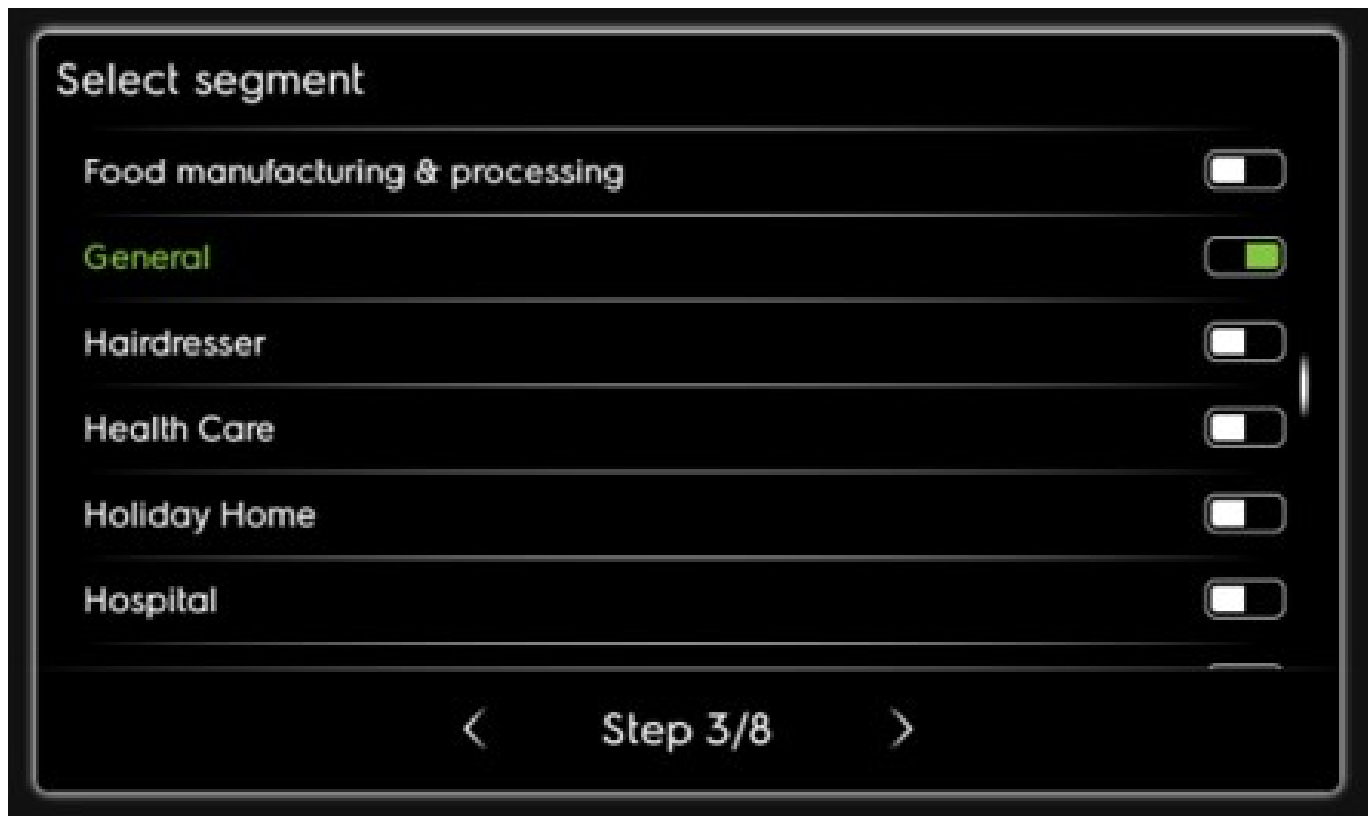 Select segment
Food manufacturing & processing
General
Hairdresser
Health Care
Holiday Home
Hospital
< Step 3/8 >